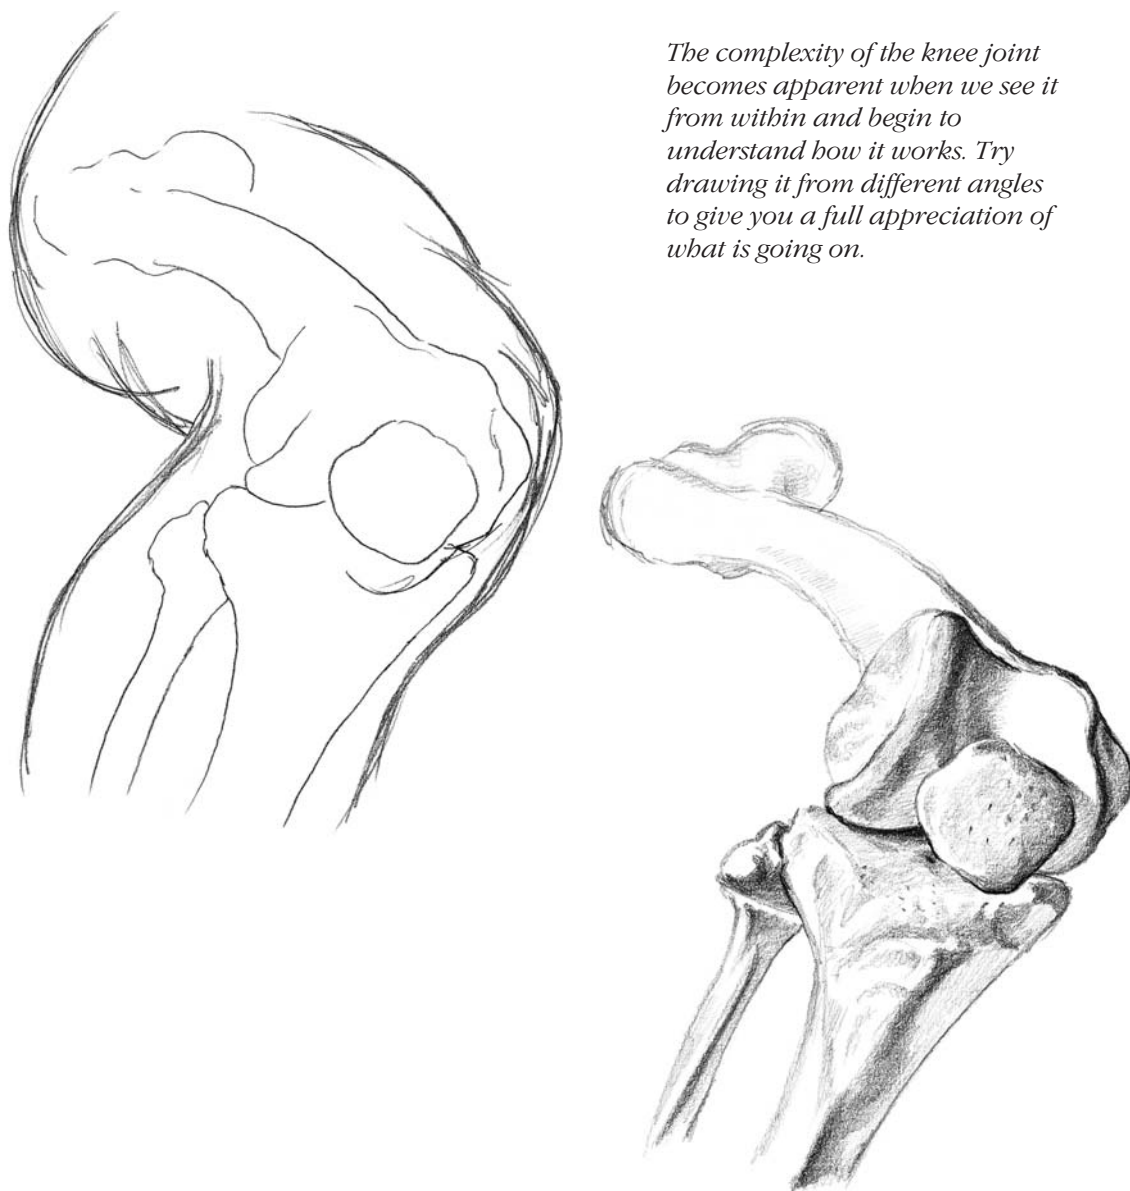 The complexity of the knee joint
becomes apparent when we see it
from within and begin to
understand how it works. Try
drawing it from different angles
to give you a full appreciation of
what is going on.